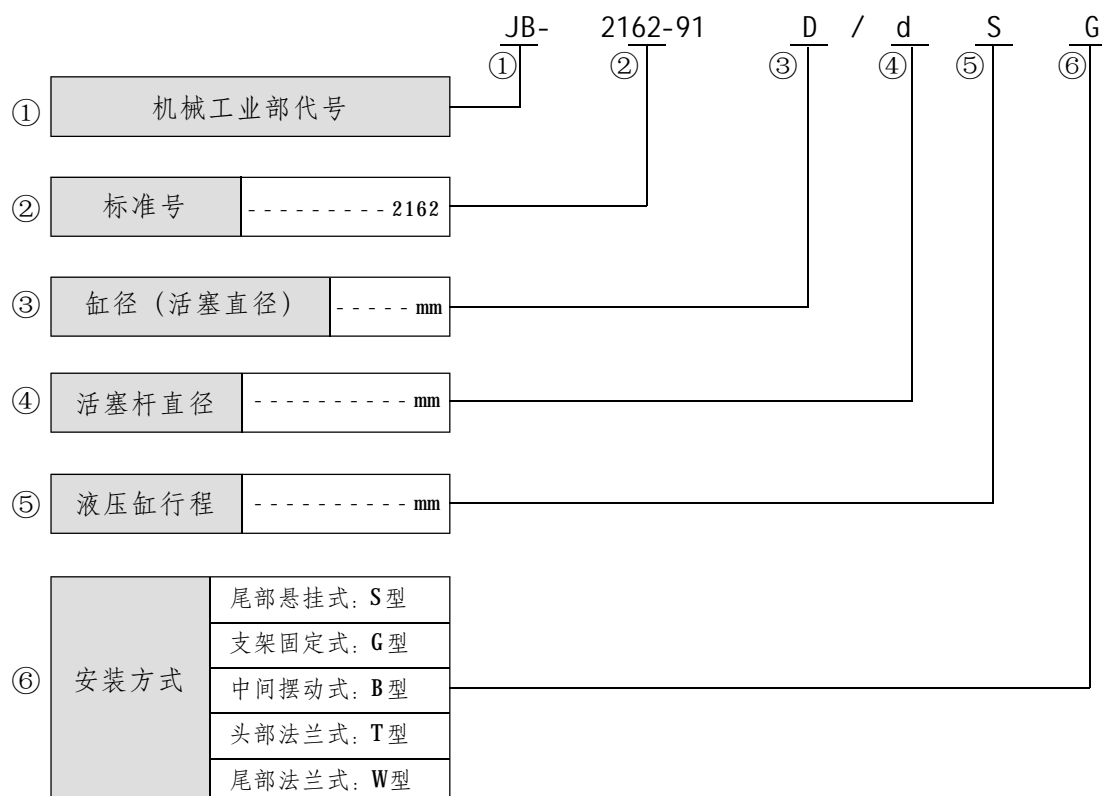 JB- 2162-91 D / d S G
① ② ③ ④ ⑤ ⑥
① 机械工业部代号
② 标准号 - - - - - - - - - 2162
③ 缸径（活塞直径） - - - - - mm
④ 活塞杆直径 - - - - - - - - - - mm
⑤ 液压缸行程 - - - - - - - - - - mm
尾部悬挂式: S型
支架固定式: G型
⑥ 安装方式 中间摆动式: B型
头部法兰式: T型
尾部法兰式: W型